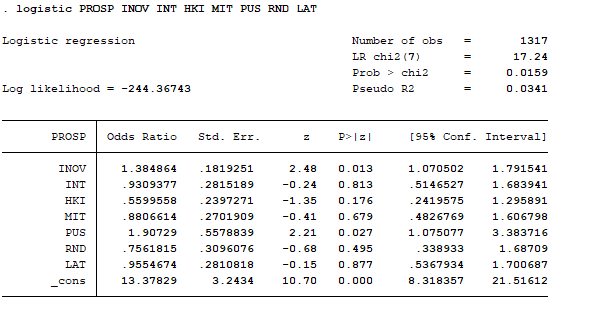 . logistic PROSP INOV INT HKI MIT PUS RND LAT
Logistic regression Number of obs = 1317
LR chi2(7) = 17.24
Prob > chi2 = 0.0159
Log likelihood = -244.36743 Pseudo R2 = 0.0341
PROSP Odds Ratio Std. Err. z P>|z| [95% Conf. Interval]
INOV 1.384864 .1819251 2.48 0.013 1.070502 1.791541
INT .9309377 .2815189 -0.24 0.813 .5146527 1.683941
HKI .5599558 .2397271 -1.35 0.176 .2419575 1.295891
MIT .8806614 .2701909 -0.41 0.679 .4826769 1.606798
PUS 1.90729 .5578839 2.21 0.027 1.075077 3.383716
RND .7561815 .3096076 -0.68 0.495 .338933 1.68709
LAT .9554674 .2810818 -0.15 0.877 .5367934 1.700687
_cons 13.37829 3.2434 10.70 0.000 8.318357 21.51612